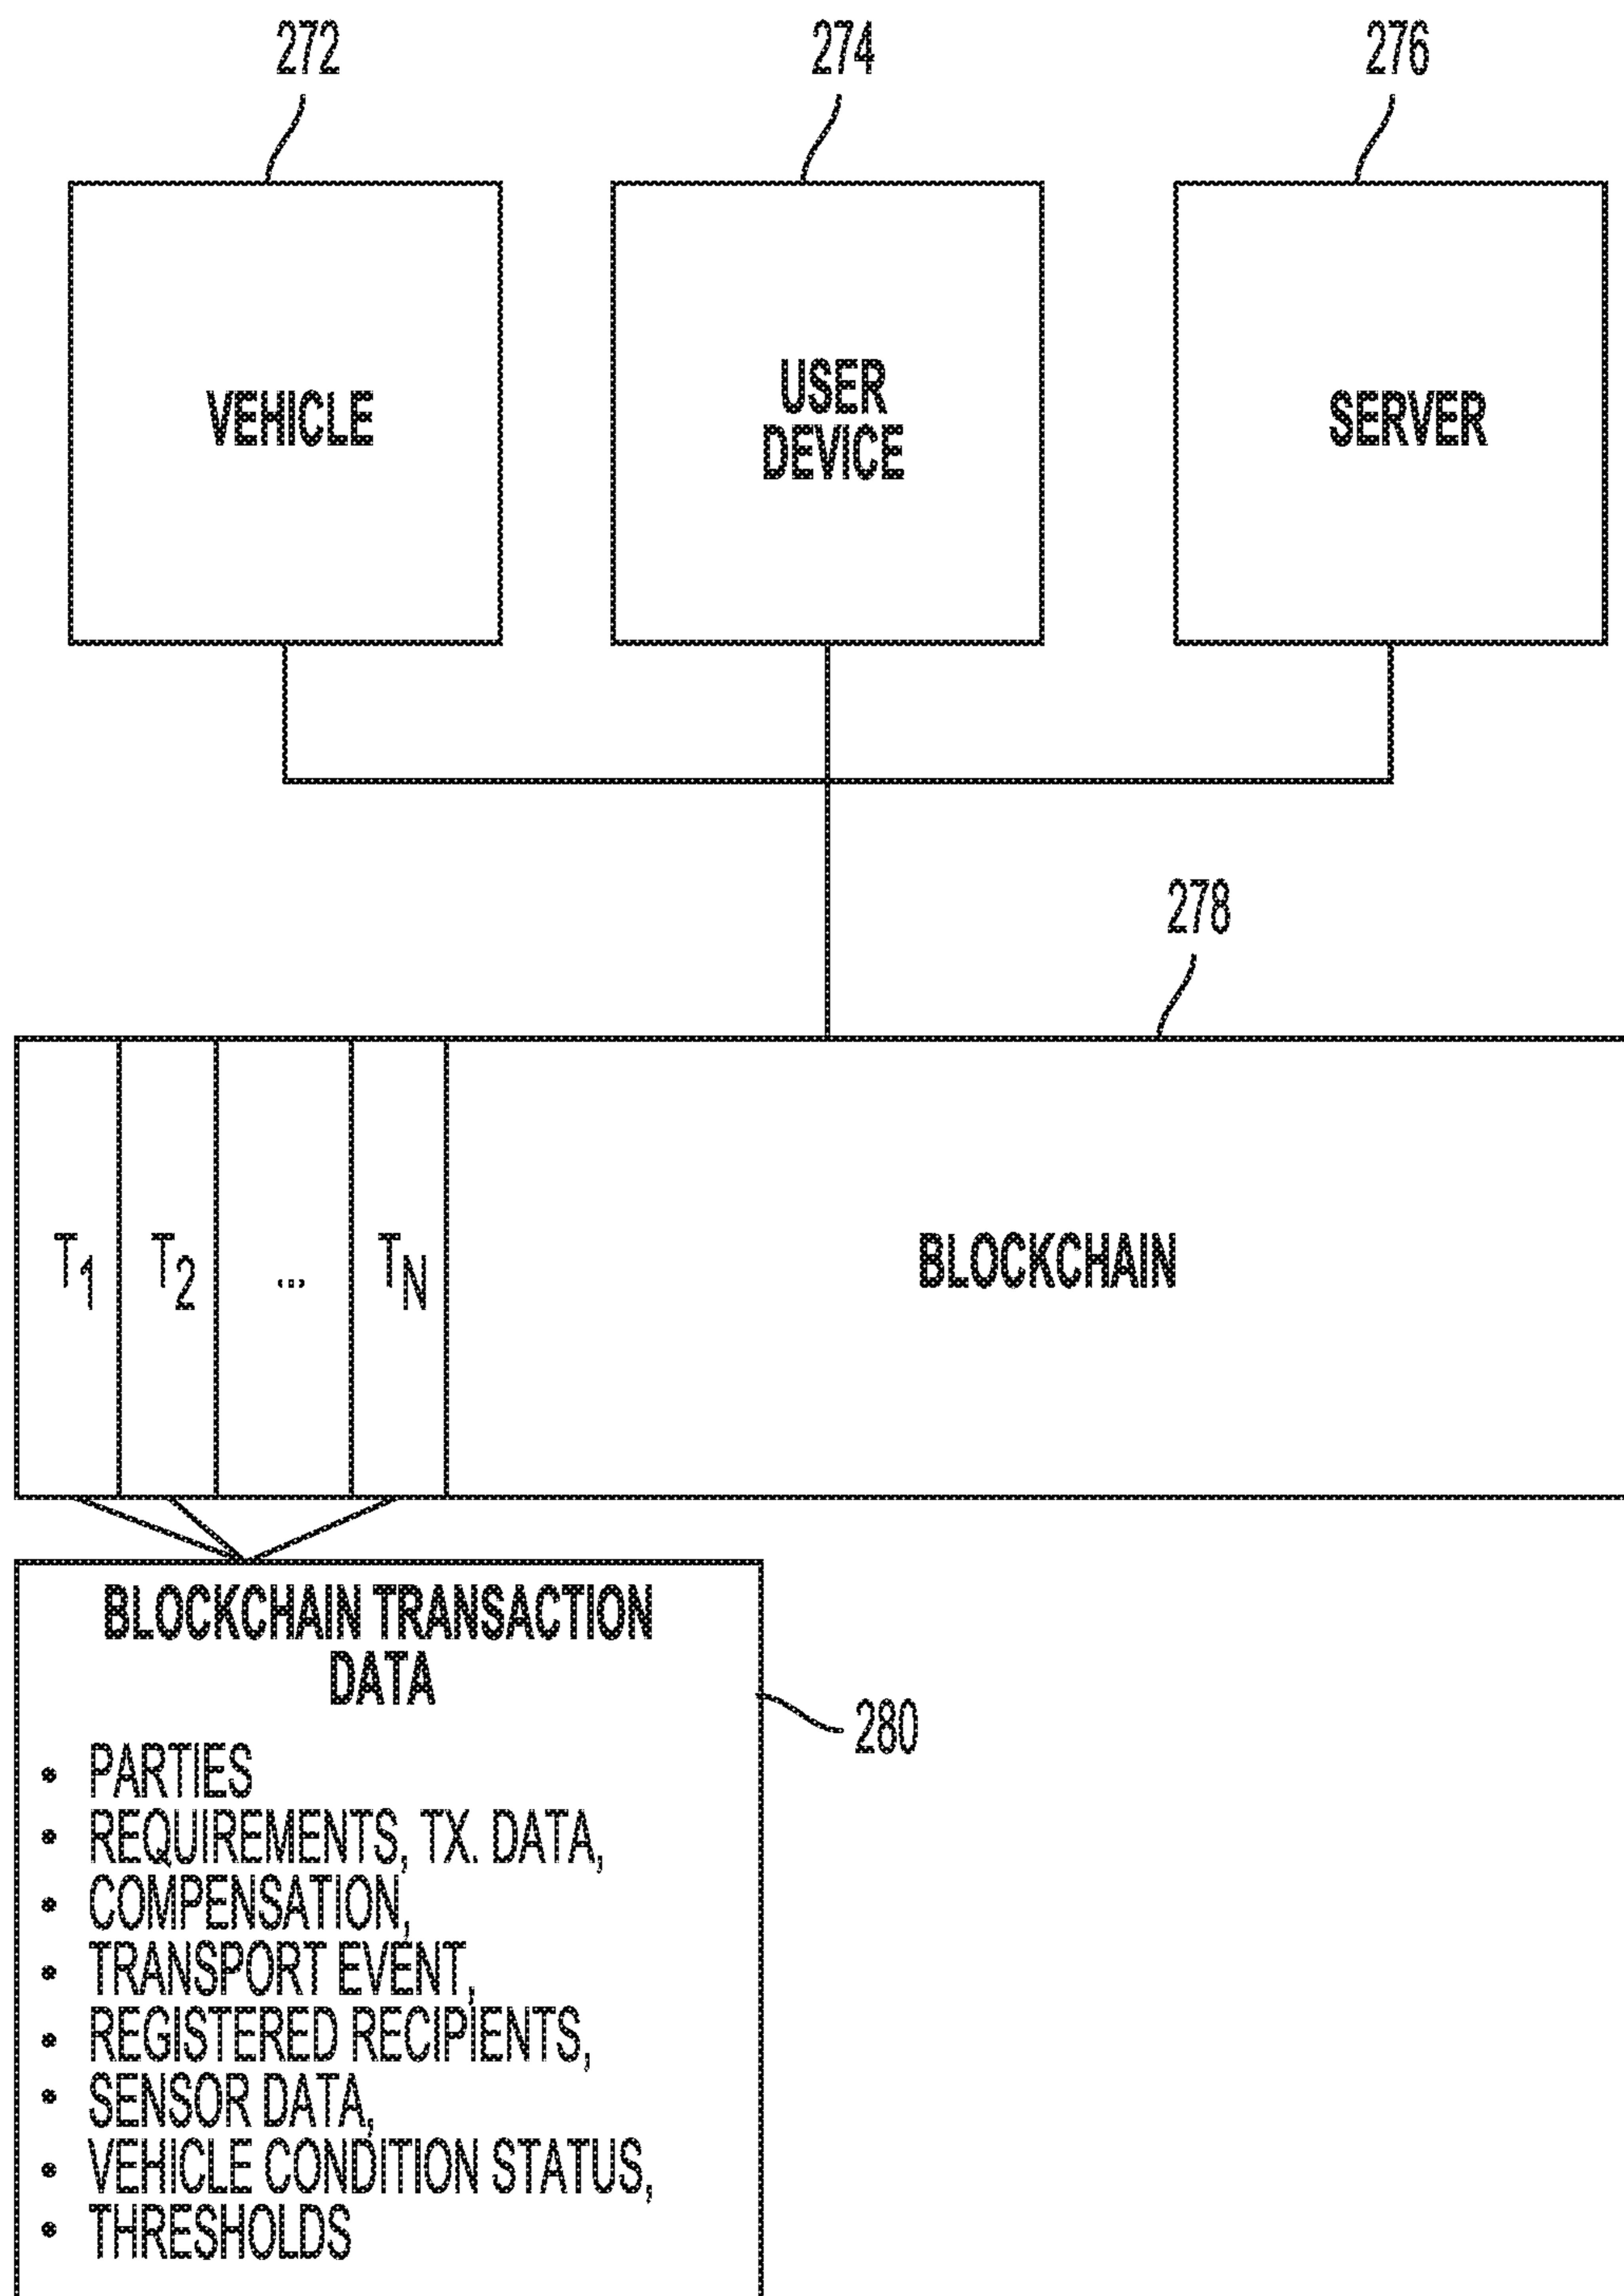 272
274
276
VEHICLE
USER
DEVICE
SERVER
278
T1
T2
...
TN
BLOCKCHAIN
BLOCKCHAIN TRANSACTION
DATA
280
• PARTIES
• REQUIREMENTS, TX. DATA,
• COMPENSATION,
• TRANSPORT EVENT,
• REGISTERED RECIPIENTS,
• SENSOR DATA,
• VEHICLE CONDITION STATUS,
• THRESHOLDS